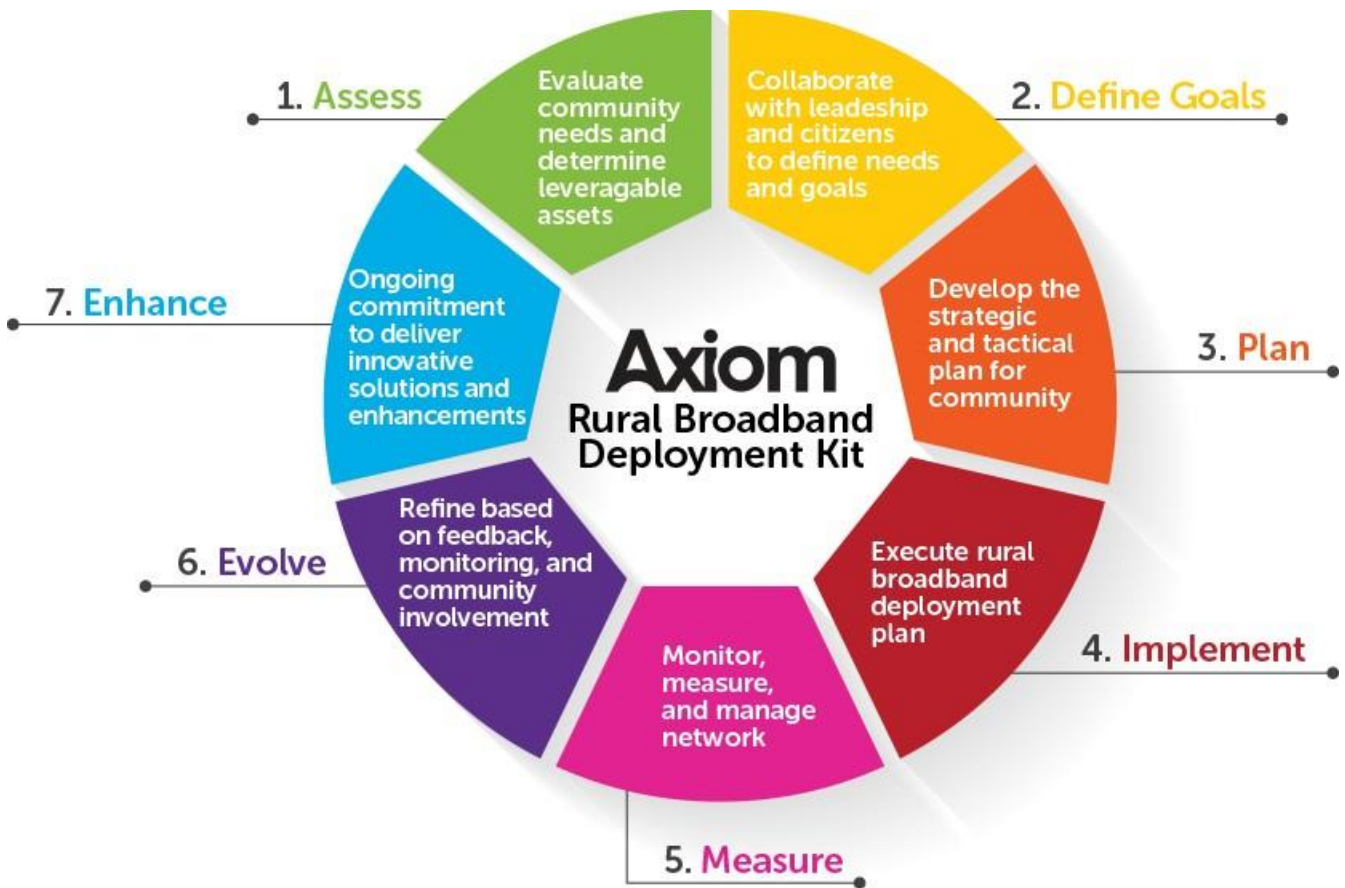 1. Assess
Evaluate
community
needs and
determine
leveragable
assets
2. Define Goals
Collaborate
with leadeship
and citizens
to define needs
and goals
3. Plan
Develop the
strategic
and tactical
plan for
community
4. Implement
Execute rural
broadband
deployment
plan
5. Measure
Monitor,
measure,
and manage
network
6. Evolve
Refine based
on feedback,
monitoring, and
community
involvement
7. Enhance
Ongoing
commitment
to deliver
innovative
solutions and
enhancements
Axiom
Rural Broadband
Deployment Kit